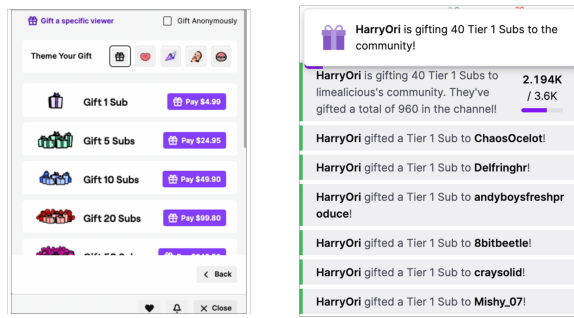 Gift a specific viewer
Gift Anonymously
Theme Your Gift
Gift 1 Sub
Pay $4.99
Gift 5 Subs
Pay $24.95
Gift 10 Subs
Pay $49.90
Gift 20 Subs
Pay $99.80
Back
Close
HarryOri is gifting 40 Tier 1 Subs to the
community!
HarryOri is gifting 40 Tier 1 Subs to
limealicious's community. They've
gifted a total of 960 in the channel!
2.194K
/ 3.6K
HarryOri gifted a Tier 1 Sub to ChaosOcelot!
HarryOri gifted a Tier 1 Sub to Delfringhr!
HarryOri gifted a Tier 1 Sub to andyboysfreshpr
oduce!
HarryOri gifted a Tier 1 Sub to 8bitbeetle!
HarryOri gifted a Tier 1 Sub to craysolid!
HarryOri gifted a Tier 1 Sub to Mishy_07!